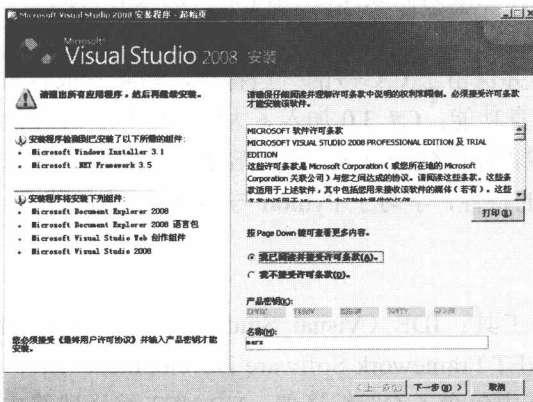 Microsoft Visual Studio 2008 安装程序 - 起始页
Microsoft
Visual Studio 2008 安装
请退出所有应用程序，然后再继续安装。
安装程序检测到已安装了以下所需的组件:
Microsoft Windows Installer 3.1
Microsoft .NET Framework 3.5
安装程序将安装下列组件:
Microsoft Document Explorer 2008
Microsoft Document Explorer 2008 语言包
Microsoft Visual Studio Web 创作组件
Microsoft Visual Studio 2008
您必须接受《最终用户许可协议》并输入产品密钥才能安装。
请确保仔细阅读并理解许可条款中说明的权利和限制。必须接受许可条款才能安装该软件。
MICROSOFT 软件许可条款
MICROSOFT VISUAL STUDIO 2008 PROFESSIONAL EDITION 及 TRIAL EDITION
这些许可条款是 Microsoft Corporation（或您所在地的 Microsoft Corporation 关联公司）与您之间达成的协议。请阅读这些条款。这些条款适用于上述软件，其中包括您用来接收该软件的媒体（若有）。这些
打印(R)
按 Page Down 键可查看更多内容。
我已阅读并接受许可条款(A)。
我不接受许可条款(D)。
产品密钥(K):
名称(M):
marx
<上一步(P)
下一步(N) >
取消